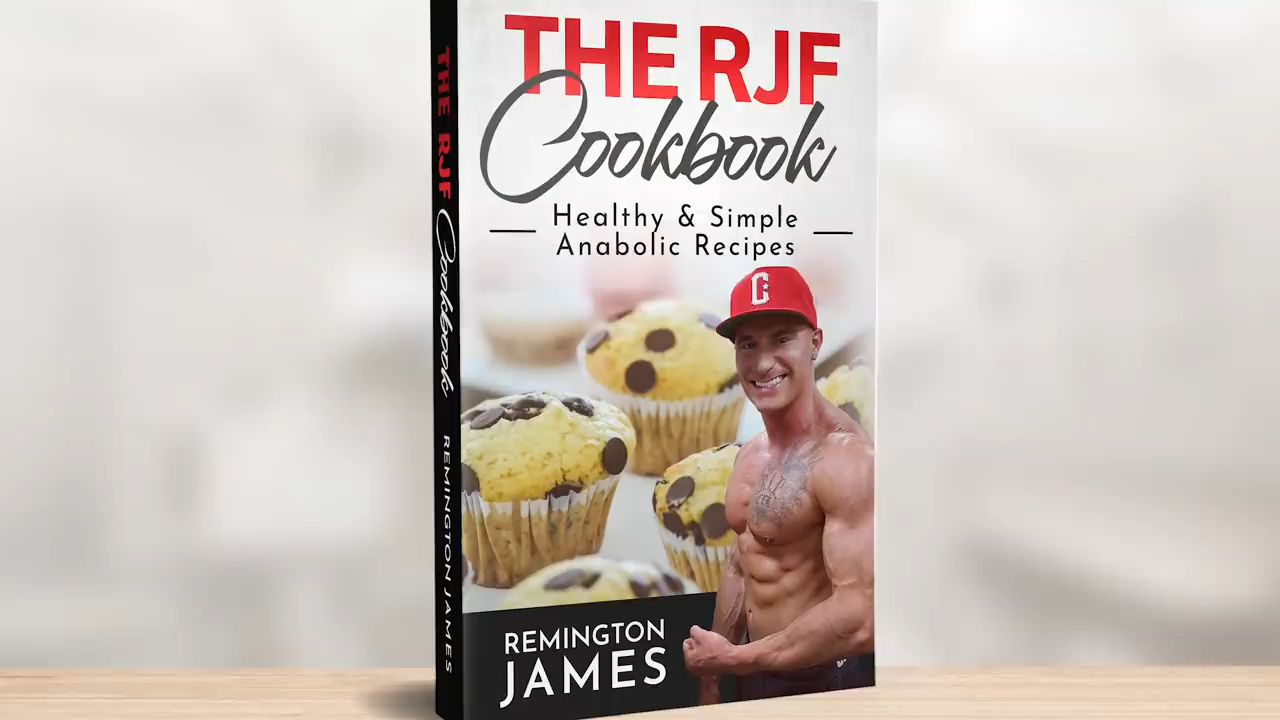 THE RJF
Cookbook
Healthy & Simple
Anabolic Recipes
C
REMINGTON
JAMES
THE RJF Cookbook REMINGTON JAMES